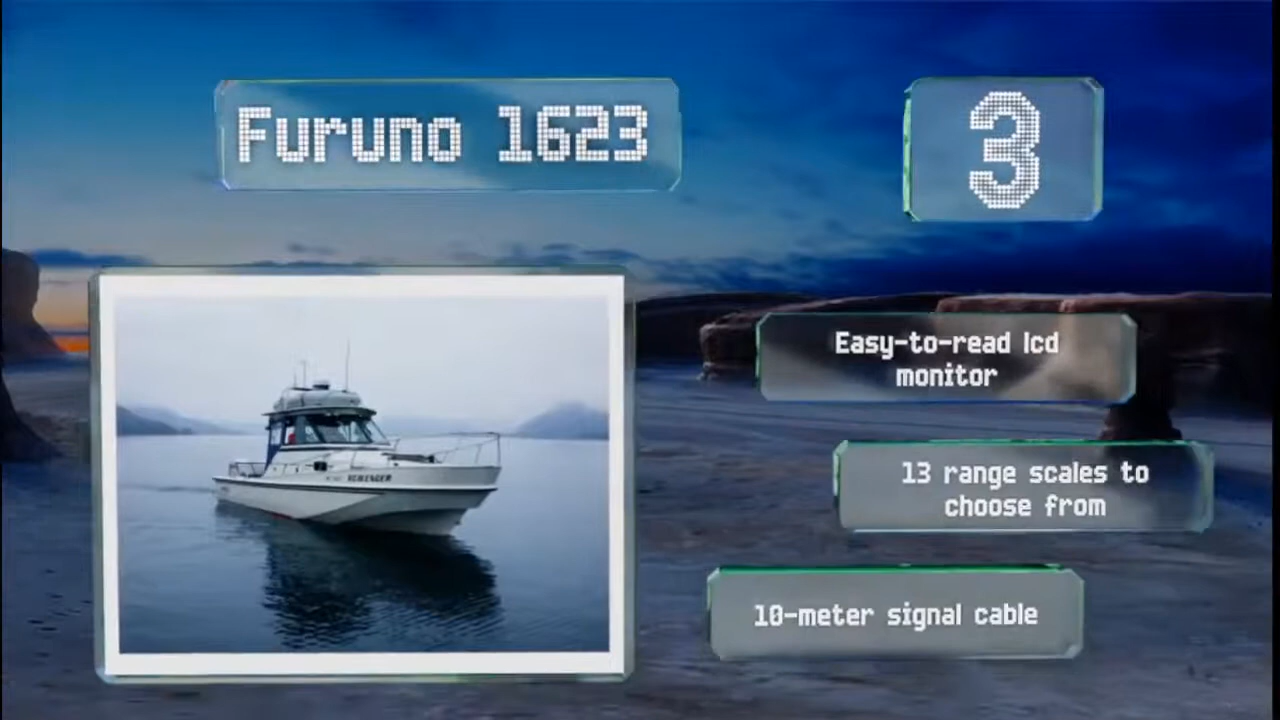 Furuno 1623
3
Easy-to-read lcd
monitor
13 range scales to
choose from
10-meter signal cable